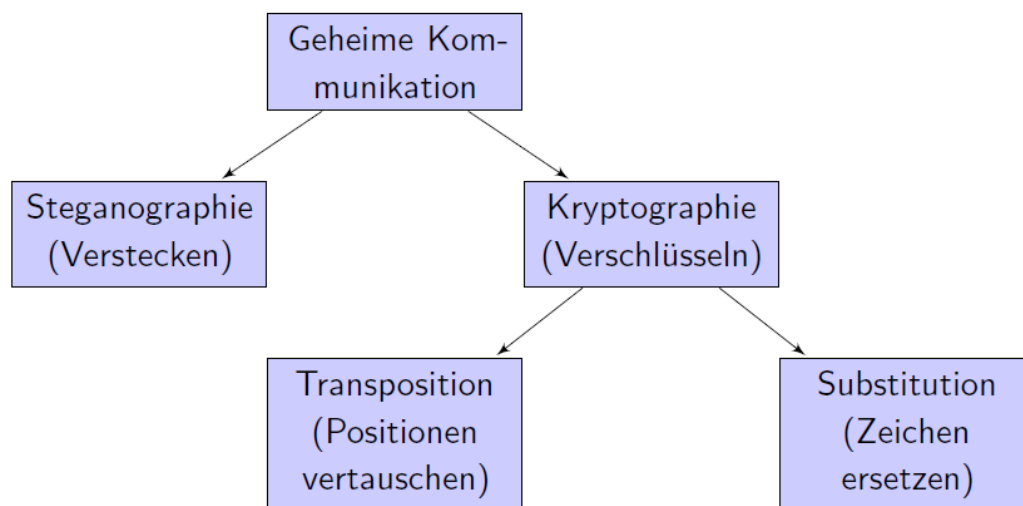 Geheime Kom-
munikation
Steganographie
(Verstecken)
Kryptographie
(Verschlüsseln)
Transposition
(Positionen
vertauschen)
Substitution
(Zeichen
ersetzen)